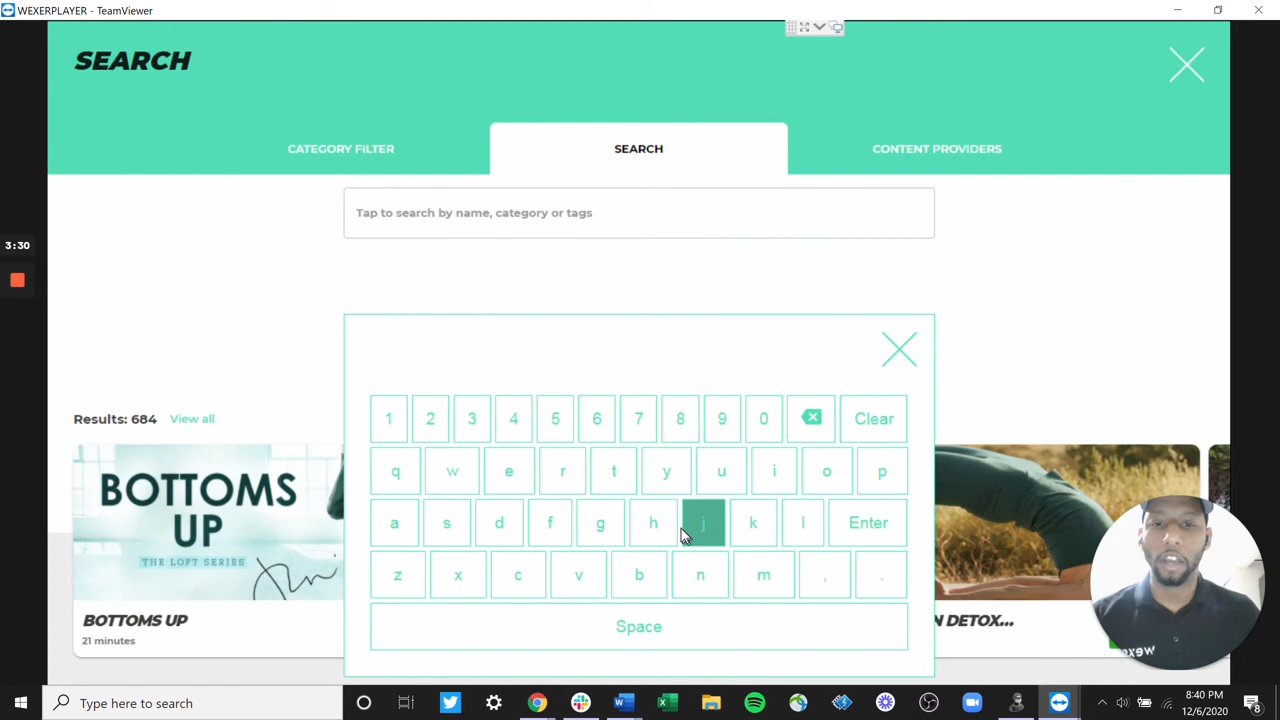 WEXERPLAYER - TeamViewer
SEARCH
CATEGORY FILTER
SEARCH
CONTENT PROVIDERS
Tap to search by name, category or tags
3:30
1 2 3 4 5 6 7 8 9 0 Clear
q w e r t y u i o p
a s d f g h j k l Enter
z x c v b n m , .
Space
Results: 684 View all
BOTTOMS
UP
THE LOFT SERIES
BOTTOMS UP
21 minutes
N DETOX...
wexe
Type here to search
8:40 PM
12/6/2020
8